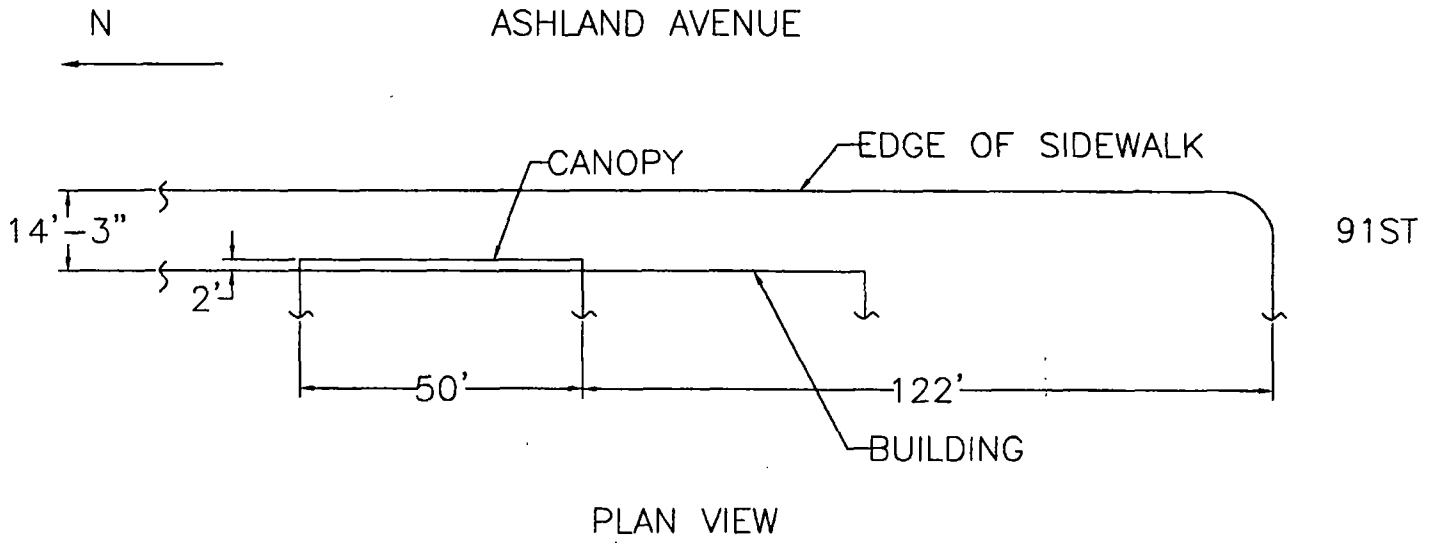 N
ASHLAND AVENUE
EDGE OF SIDEWALK
CANOPY
14'-3"
91ST
2'
50'
122'
BUILDING
PLAN VIEW